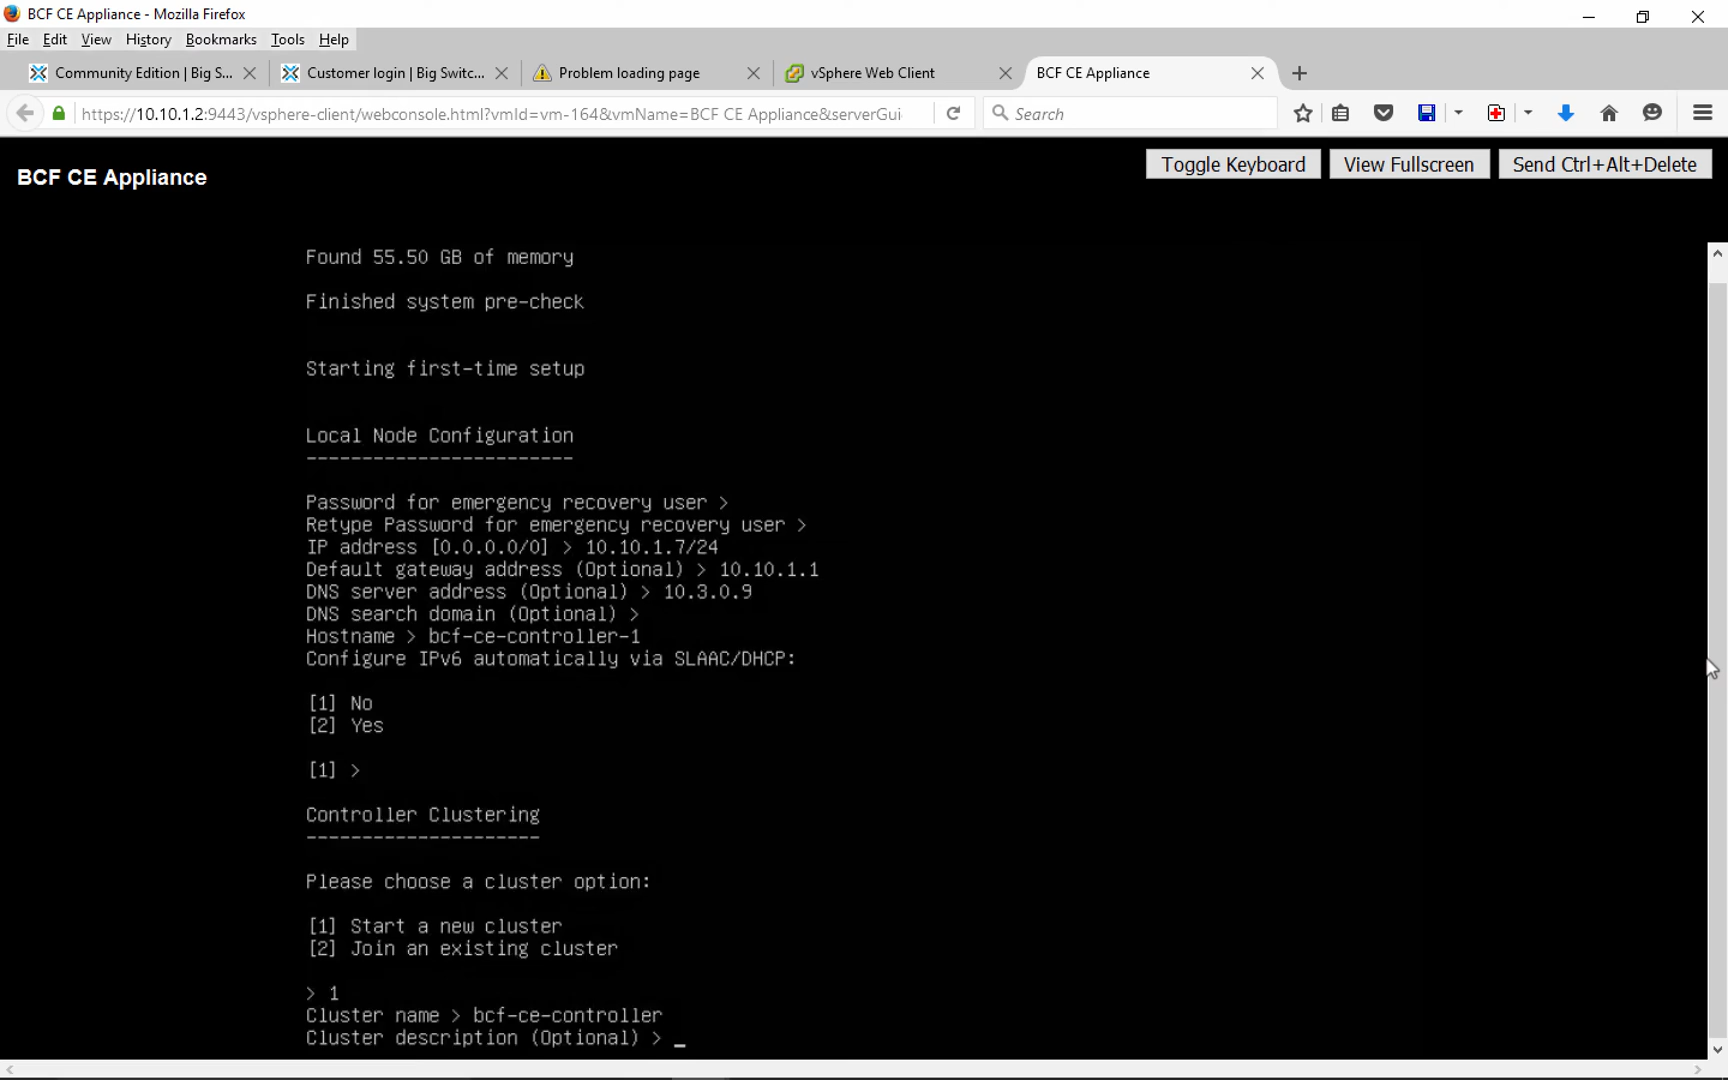 BCF CE Appliance - Mozilla Firefox
File Edit View History Bookmarks Tools Help
Community Edition | Big S... Customer login | Big Switc... Problem loading page vSphere Web Client BCF CE Appliance
https://10.10.1.2:9443/vsphere-client/webconsole.html?vmId=vm-164&vmName=BCF CE Appliance&serverGui Search
BCF CE Appliance Toggle Keyboard View Fullscreen Send Ctrl+Alt+Delete
Found 55.50 GB of memory
Finished system pre-check
Starting first-time setup
Local Node Configuration
------------------------
Password for emergency recovery user >
Retype Password for emergency recovery user >
IP address [0.0.0.0/0] > 10.10.1.7/24
Default gateway address (Optional) > 10.10.1.1
DNS server address (Optional) > 10.3.0.9
DNS search domain (Optional) >
Hostname > bcf-ce-controller-1
Configure IPv6 automatically via SLAAC/DHCP:
[1] No
[2] Yes
[1] >
Controller Clustering
---------------------
Please choose a cluster option:
[1] Start a new cluster
[2] Join an existing cluster
> 1
Cluster name > bcf-ce-controller
Cluster description (Optional) > _